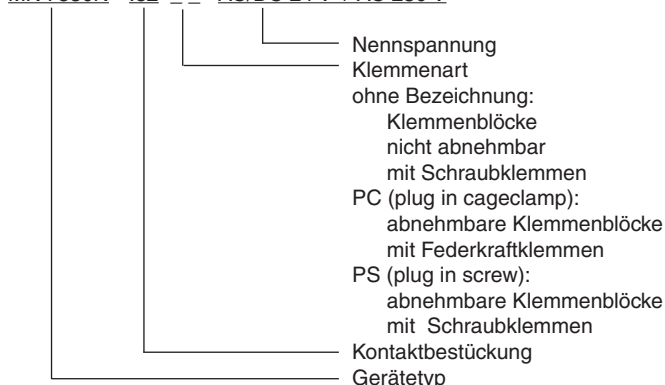 Nennspannung
Klemmenart
ohne Bezeichnung:
Klemmenblöcke
nicht abnehmbar
mit Schraubklemmen
PC (plug in cageclamp):
abnehmbare Klemmenblöcke
mit Federkraftklemmen
PS (plug in screw):
abnehmbare Klemmenblöcke
mit Schraubklemmen
Kontaktbestückung
Gerätetyp